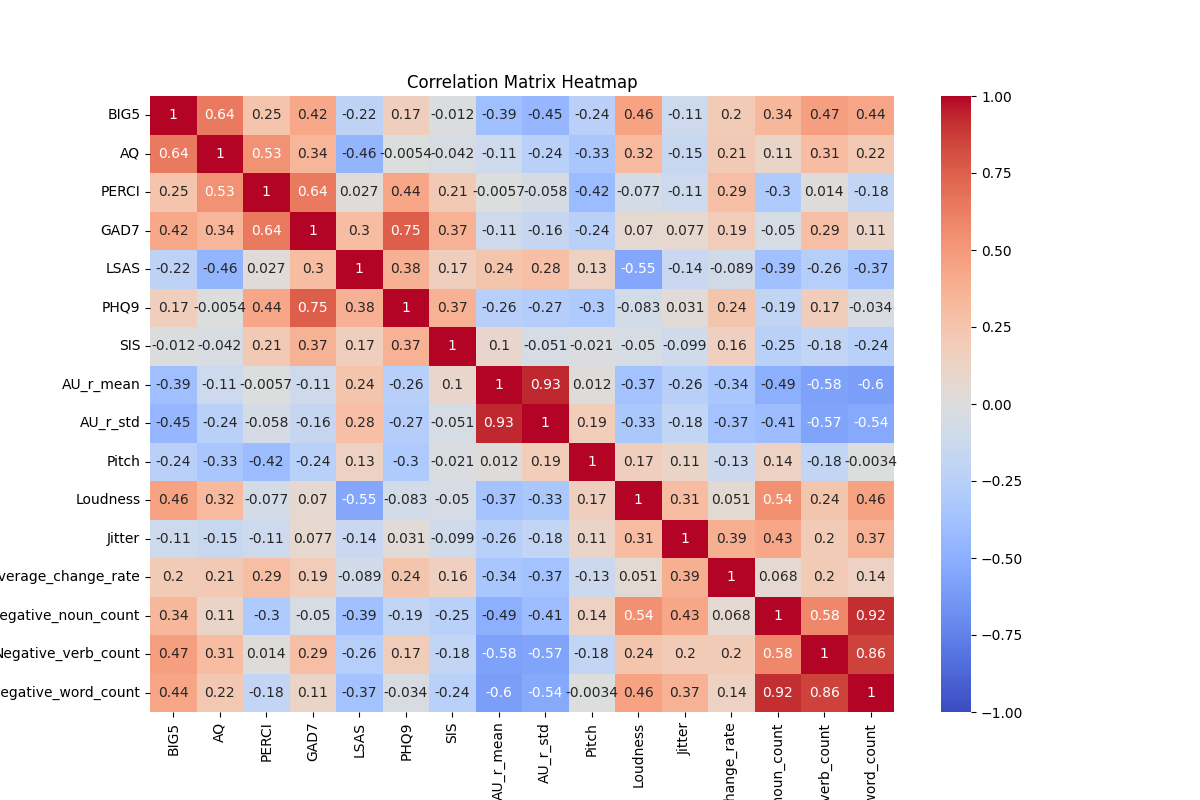 Correlation Matrix Heatmap
BIG5 1 0.64 0.25 0.42 -0.22 0.17 -0.012 -0.39 -0.45 -0.24 0.46 -0.11 0.2 0.34 0.47 0.44
AQ 0.64 1 0.53 0.34 -0.46 -0.0054 -0.042 -0.11 -0.24 -0.33 0.32 -0.15 0.21 0.11 0.31 0.22
PERCI 0.25 0.53 1 0.64 0.027 0.44 0.21 -0.0057 -0.058 -0.42 -0.077 -0.11 0.29 -0.3 0.014 -0.18
GAD7 0.42 0.34 0.64 1 0.3 0.75 0.37 -0.11 -0.16 -0.24 0.07 0.077 0.19 -0.05 0.29 0.11
LSAS -0.22 -0.46 0.027 0.3 1 0.38 0.17 0.24 0.28 0.13 -0.55 -0.14 -0.089 -0.39 -0.26 -0.37
PHQ9 0.17 -0.0054 0.44 0.75 0.38 1 0.37 -0.26 -0.27 -0.3 -0.083 0.031 0.24 -0.19 0.17 -0.034
SIS -0.012 -0.042 0.21 0.37 0.17 0.37 1 0.1 -0.051 -0.021 -0.05 -0.099 0.16 -0.25 -0.18 -0.24
AU_r_mean -0.39 -0.11 -0.0057 -0.11 0.24 -0.26 0.1 1 0.93 0.012 -0.37 -0.26 -0.34 -0.49 -0.58 -0.6
AU_r_std -0.45 -0.24 -0.058 -0.16 0.28 -0.27 -0.051 0.93 1 0.19 -0.33 -0.18 -0.37 -0.41 -0.57 -0.54
Pitch -0.24 -0.33 -0.42 -0.24 0.13 -0.3 -0.021 0.012 0.19 1 0.17 0.11 -0.13 0.14 -0.18 -0.0034
Loudness 0.46 0.32 -0.077 0.07 -0.55 -0.083 -0.05 -0.37 -0.33 0.17 1 0.31 0.051 0.54 0.24 0.46
Jitter -0.11 -0.15 -0.11 0.077 -0.14 0.031 -0.099 -0.26 -0.18 0.11 0.31 1 0.39 0.43 0.2 0.37
verage_change_rate 0.2 0.21 0.29 0.19 -0.089 0.24 0.16 -0.34 -0.37 -0.13 0.051 0.39 1 0.068 0.2 0.14
egative_noun_count 0.34 0.11 -0.3 -0.05 -0.39 -0.19 -0.25 -0.49 -0.41 0.14 0.54 0.43 0.068 1 0.58 0.92
Negative_verb_count 0.47 0.31 0.014 0.29 -0.26 0.17 -0.18 -0.58 -0.57 -0.18 0.24 0.2 0.2 0.58 1 0.86
egative_word_count 0.44 0.22 -0.18 0.11 -0.37 -0.034 -0.24 -0.6 -0.54 -0.0034 0.46 0.37 0.14 0.92 0.86 1
BIG5
AQ
PERCI
GAD7
LSAS
PHQ9
SIS
AU_r_mean
AU_r_std
Pitch
Loudness
Jitter
hange_rate
noun_count
verb_count
word_count
1.00
0.75
0.50
0.25
0.00
−0.25
−0.50
−0.75
−1.00